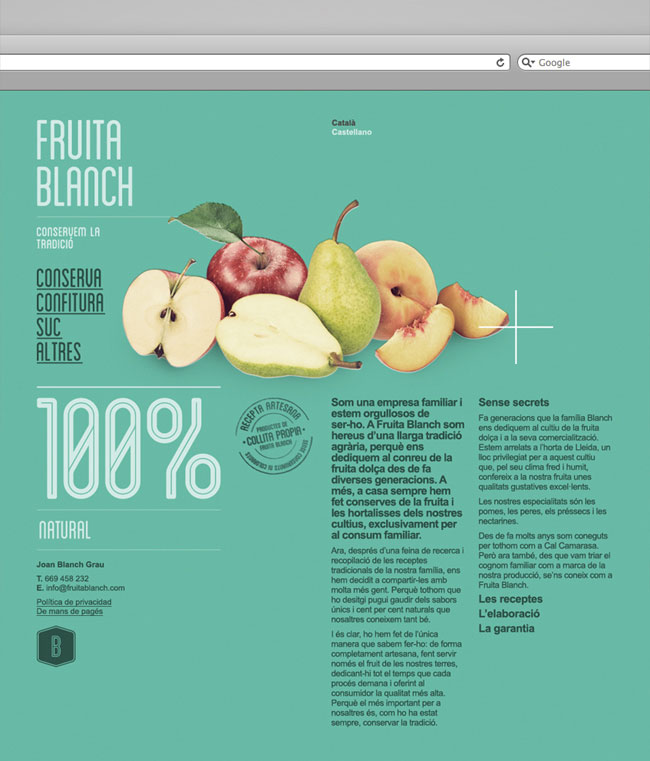 Google
FRUITA
BLANCH
Català
Castellano
CONSERVEM LA
TRADICIÓ
CONSERVA
CONFITURA
SUC
ALTRES
100%
NATURAL
Joan Blanch Grau
T. 669 458 232
E. info@fruitablanch.com
Política de privacidad
De mans de pagés
B
RECEPTA ARTESANA
PRODUCTES DE
COLLITA PRÒPIA
FRUITA BLANCH
Som una empresa familiar i
estem orgullosos de
ser-ho. A Fruita Blanch som
hereus d'una llarga tradició
agrària, perquè ens
dediquem al conreu de la
fruita dolça des de fa
diverses generacions. A
més, a casa sempre hem
fet conserves de la fruita i
les hortalisses dels nostres
cultius, exclusivament per
al consum familiar.
Ara, després d'una feina de recerca i
recopilació de les receptes
tradicionals de la nostra família, ens
hem decidit a compartir-les amb
molta més gent. Perquè tothom que
ho desitgi pugui gaudir dels sabors
únics i cent per cent naturals que
nosaltres coneixem tant bé.
I és clar, ho hem fet de l'única
manera que sabem fer-ho: de forma
completament artesana, fent servir
només el fruit de les nostres terres,
dedicant-hi tot el temps que cada
procés demana i oferint al
consumidor la qualitat més alta.
Perquè el més important per a
nosaltres és, com ho ha estat
sempre, conservar la tradició.
Sense secrets
Fa generacions que la família Blanch
ens dediquem al cultiu de la fruita
dolça i a la seva comercialització.
Estem arrelats a l'horta de Lleida, un
lloc privilegiat per a aquest cultiu
que, pel seu clima fred i humit,
confereix a la nostra fruita unes
qualitats gustatives excel·lents.
Les nostres especialitats són les
pomes, les peres, els préssecs i les
nectarines.
Des de fa molts anys som coneguts
per tothom com a Cal Camarasa.
Però ara també, des que vam triar el
cognom familiar com a marca de la
nostra producció, se'ns coneix com a
Fruita Blanch.
Les receptes
L'elaboració
La garantia